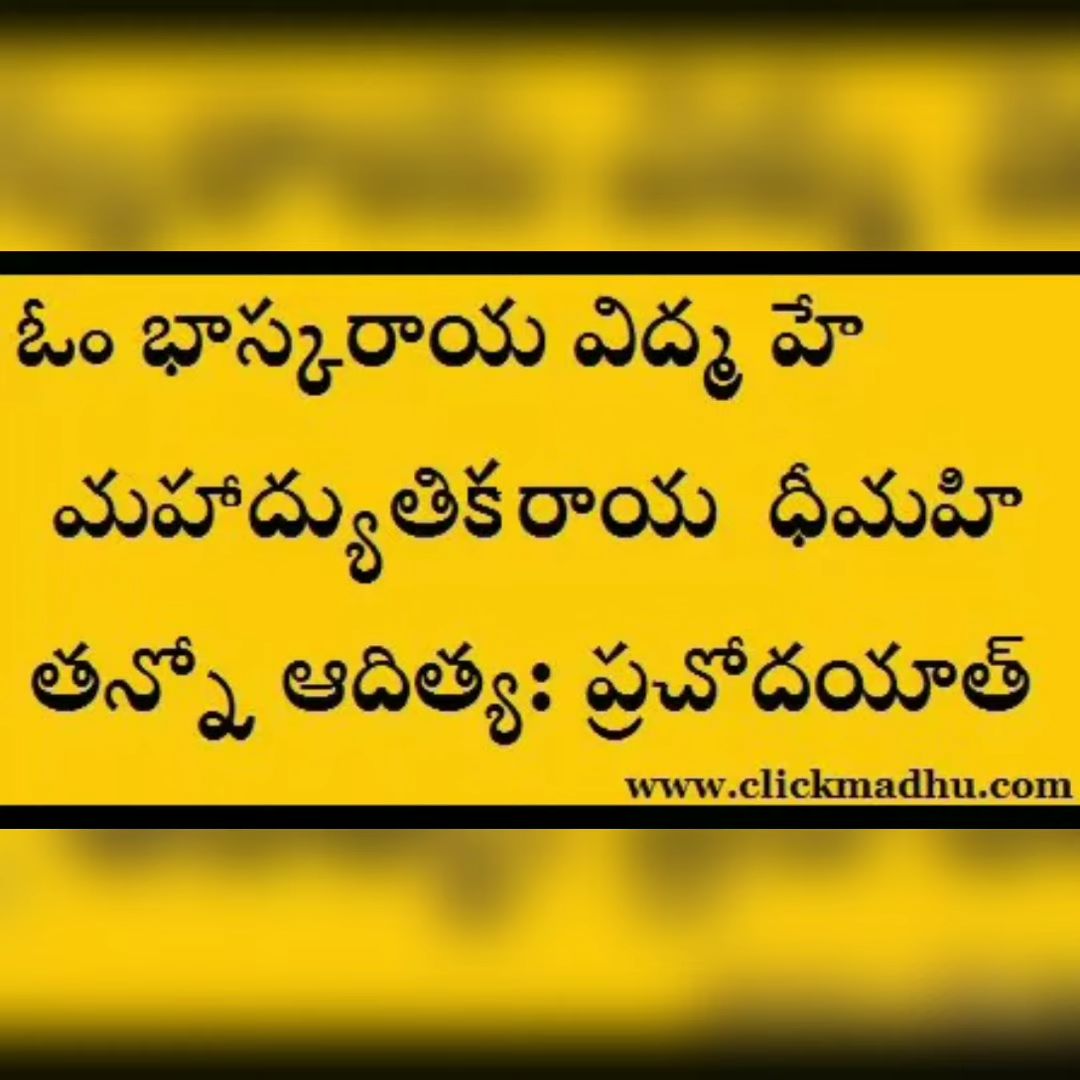 ఓం భాస్కరాయ విద్మ హే
మహాద్యుతికరాయ ధీమహి
తన్నో ఆదిత్యః ప్రచోదయాత్
www.clickmadhu.com